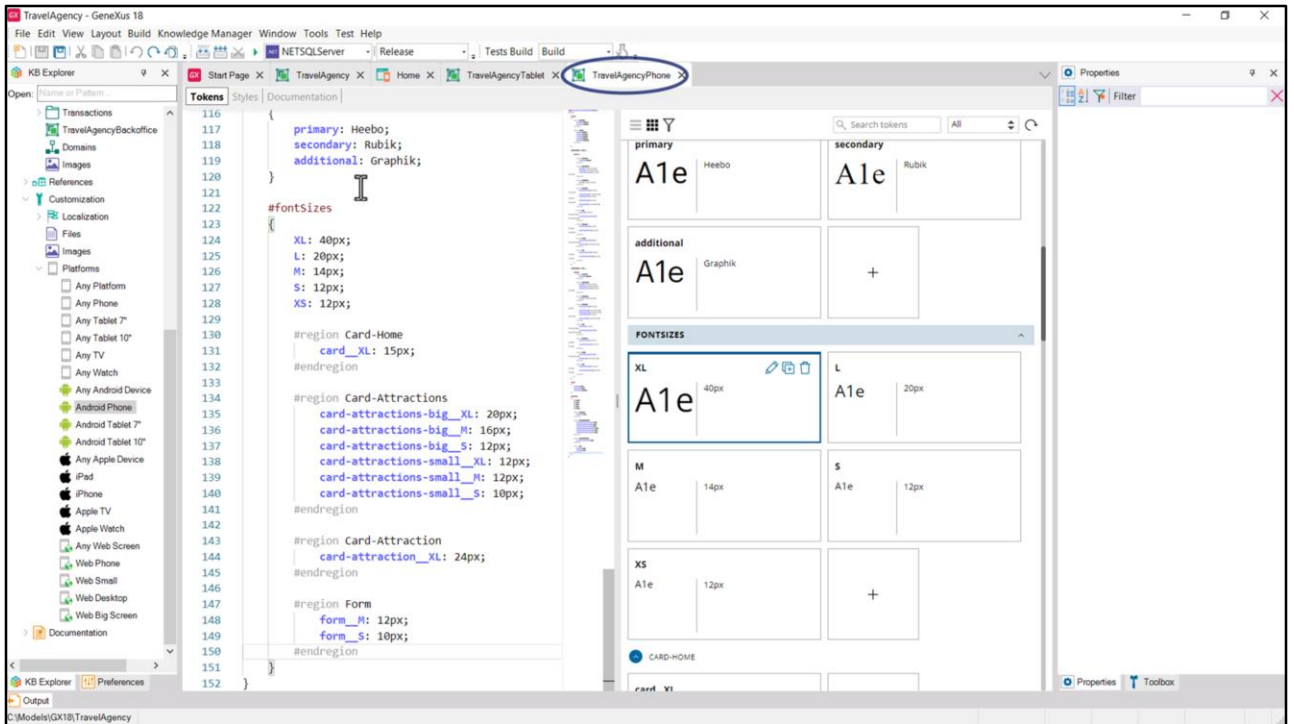 TravelAgency - GeneXus 18
File Edit View Layout Build Knowledge Manager Window Tools Test Help
NETSQLServer Release Tests Build Build
KB Explorer
Open: Name or Pattern...
Transactions
TravelAgencyBackoffice
Domains
Images
References
Customization
Localization
Files
Images
Platforms
Any Platform
Any Phone
Any Tablet 7"
Any Tablet 10"
Any TV
Any Watch
Any Android Device
Android Phone
Android Tablet 7"
Android Tablet 10"
Any Apple Device
iPad
iPhone
Apple TV
Apple Watch
Any Web Screen
Web Phone
Web Small
Web Desktop
Web Big Screen
Documentation
KB Explorer Preferences
Start Page TravelAgency Home TravelAgencyTablet TravelAgencyPhone
Tokens Styles Documentation
116 {
117 primary: Heebo;
118 secondary: Rubik;
119 additional: Graphik;
120 }
121
122 #fontSizes
123 {
124 XL: 40px;
125 L: 20px;
126 M: 14px;
127 S: 12px;
128 XS: 12px;
129
130 #region Card-Home
131 card__XL: 15px;
132 #endregion
133
134 #region Card-Attractions
135 card-attractions-big__XL: 20px;
136 card-attractions-big__M: 16px;
137 card-attractions-big__S: 12px;
138 card-attractions-small__XL: 12px;
139 card-attractions-small__M: 12px;
140 card-attractions-small__S: 10px;
141 #endregion
142
143 #region Card-Attraction
144 card-attraction__XL: 24px;
145 #endregion
146
147 #region Form
148 form__M: 12px;
149 form__S: 10px;
150 #endregion
151 }
152 }
Search tokens All
primary secondary
A1e Heebo A1e Rubik
additional
A1e Graphik +
FONTSIZES
XL L
A1e 40px A1e 20px
M S
A1e 14px A1e 12px
XS
A1e 12px +
CARD-HOME
card XL
Properties
Filter
Properties Toolbox
Output
C:\Models\GX18\TravelAgency